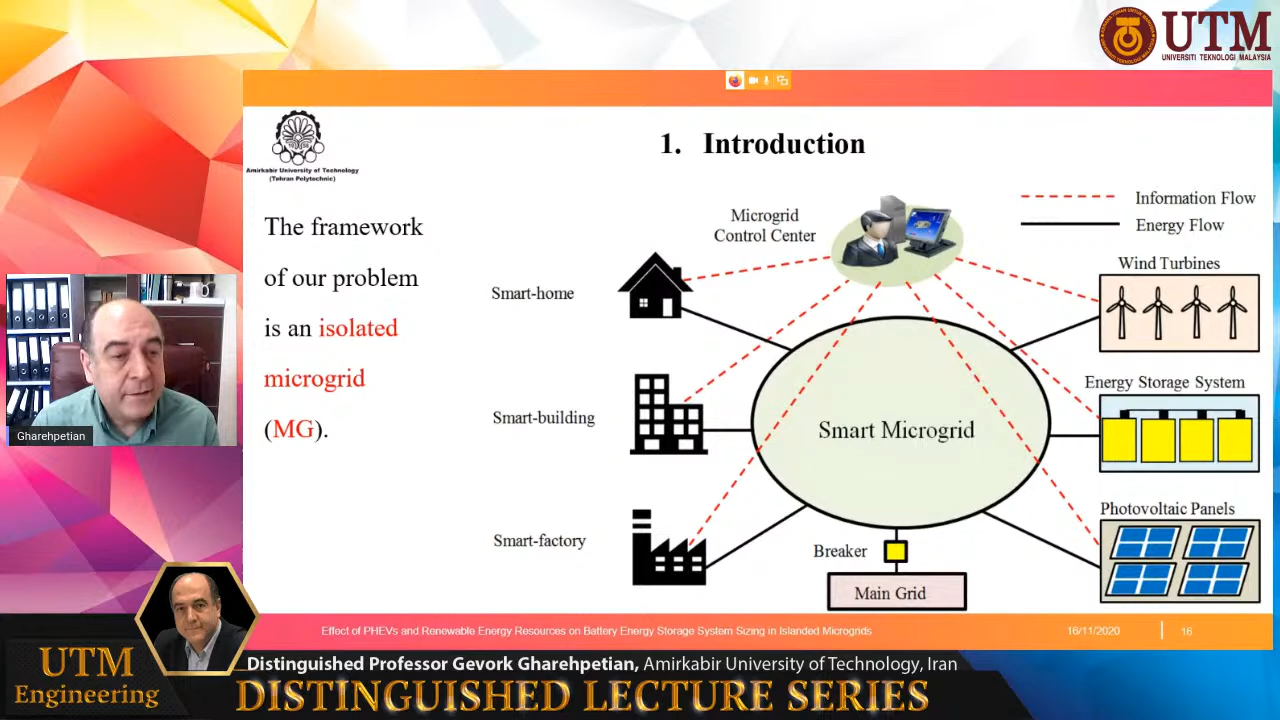 UTM
UNIVERSITI TEKNOLOGI MALAYSIA
Amirkabir University of Technology
(Tehran Polytechnic)
1. Introduction
The framework
of our problem
is an isolated
microgrid
(MG).
Microgrid
Control Center
Information Flow
Energy Flow
Smart-home
Wind Turbines
Smart-building
Energy Storage System
Smart Microgrid
Photovoltaic Panels
Smart-factory
Breaker
Main Grid
Gharehpetian
Effect of PHEVs and Renewable Energy Resources on Battery Energy Storage System Sizing in Islanded Microgrids
16/11/2020
16
UTM
Engineering
Distinguished Professor Gevork Gharehpetian, Amirkabir University of Technology, Iran
DISTINGUISHED LECTURE SERIES